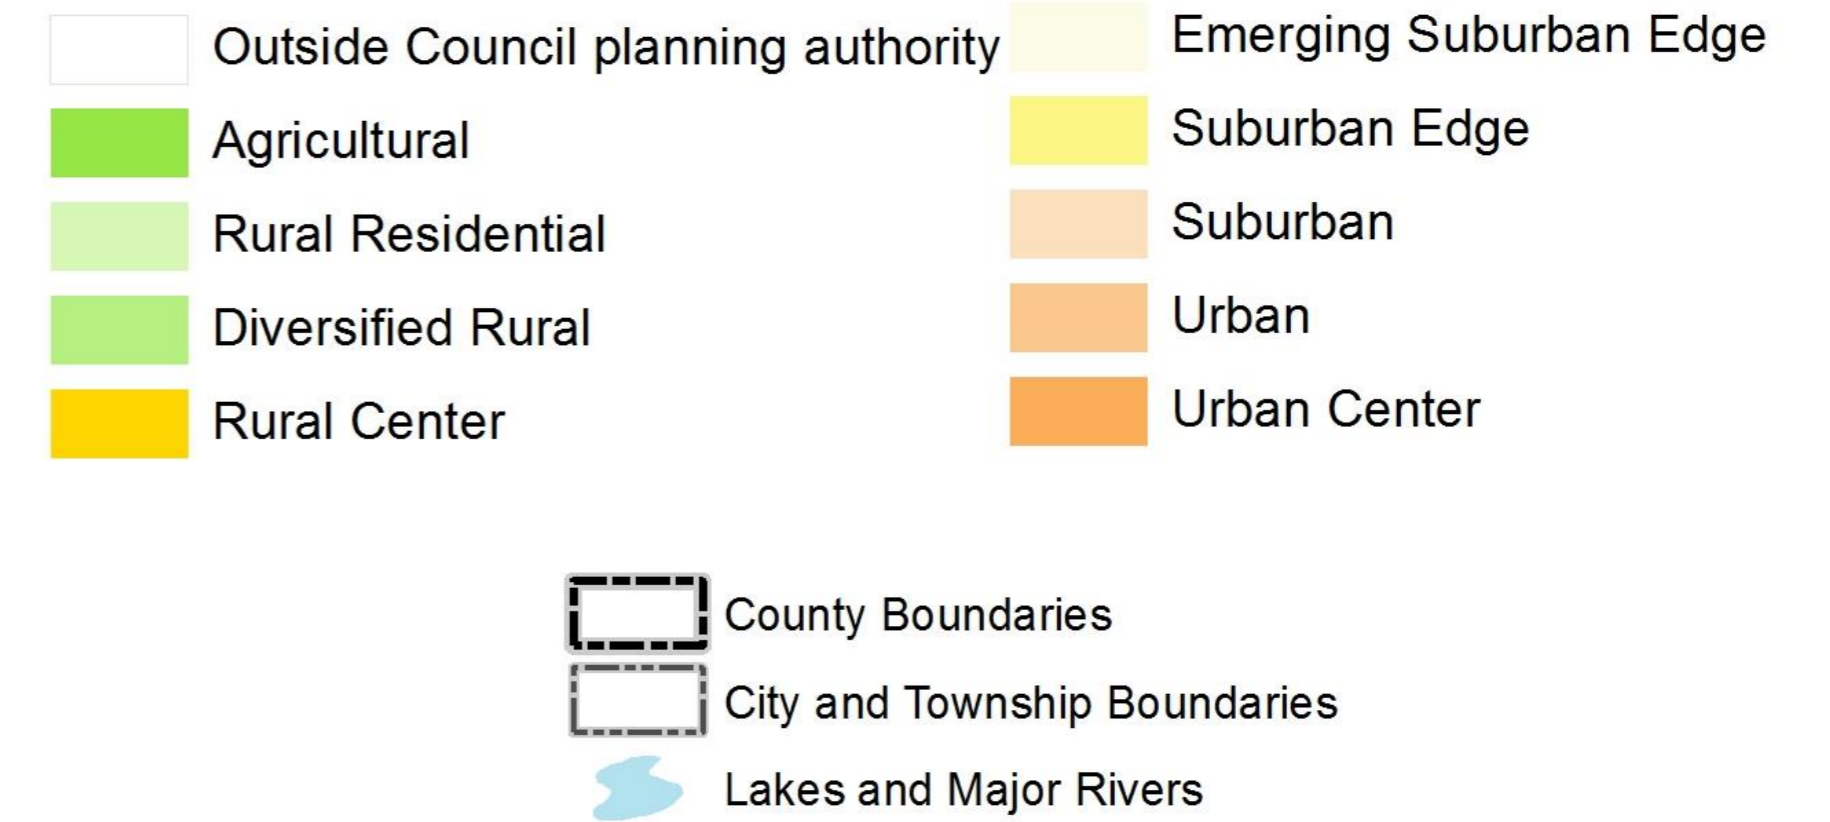 Outside Council planning authority
Agricultural
Rural Residential
Diversified Rural
Rural Center
Emerging Suburban Edge
Suburban Edge
Suburban
Urban
Urban Center
County Boundaries
City and Township Boundaries
Lakes and Major Rivers